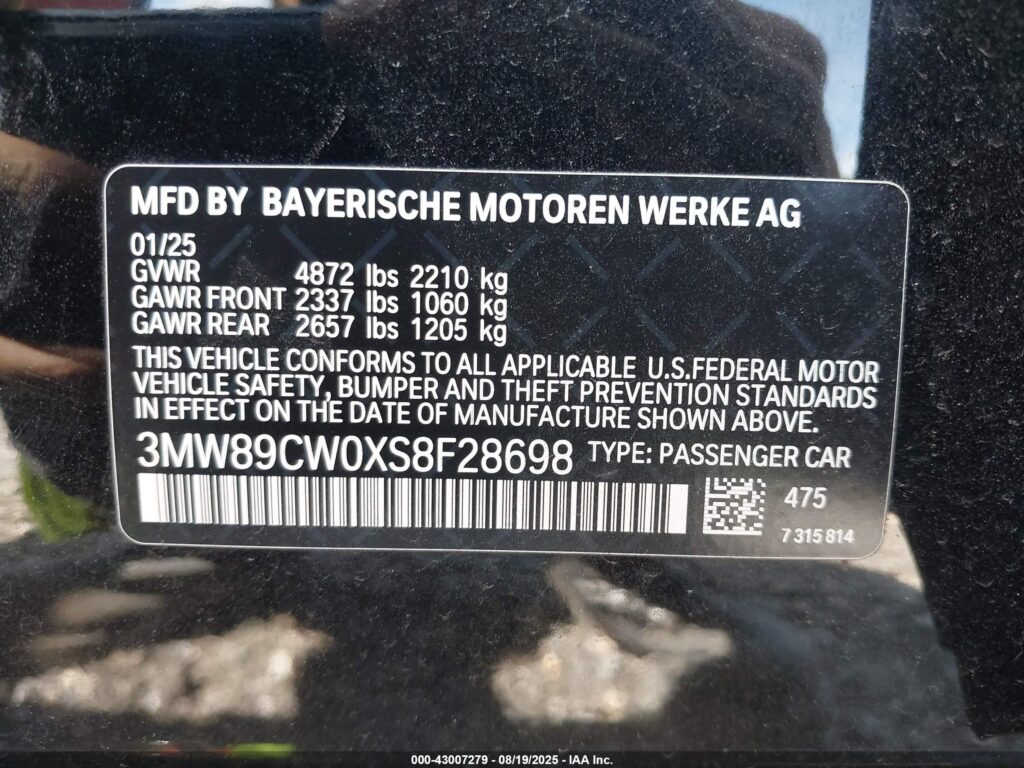 MFD BY BAYERISCHE MOTOREN WERKE AG
01/25
GVWR 4872 lbs 2210 kg
GAWR FRONT 2337 lbs 1060 kg
GAWR REAR 2657 lbs 1205 kg
THIS VEHICLE CONFORMS TO ALL APPLICABLE U.S.FEDERAL MOTOR
VEHICLE SAFETY, BUMPER AND THEFT PREVENTION STANDARDS
IN EFFECT ON THE DATE OF MANUFACTURE SHOWN ABOVE.
3MW89CW0XS8F28698 TYPE: PASSENGER CAR
475
7 315 814
000-43007279 - 08/19/2025 - IAA Inc.